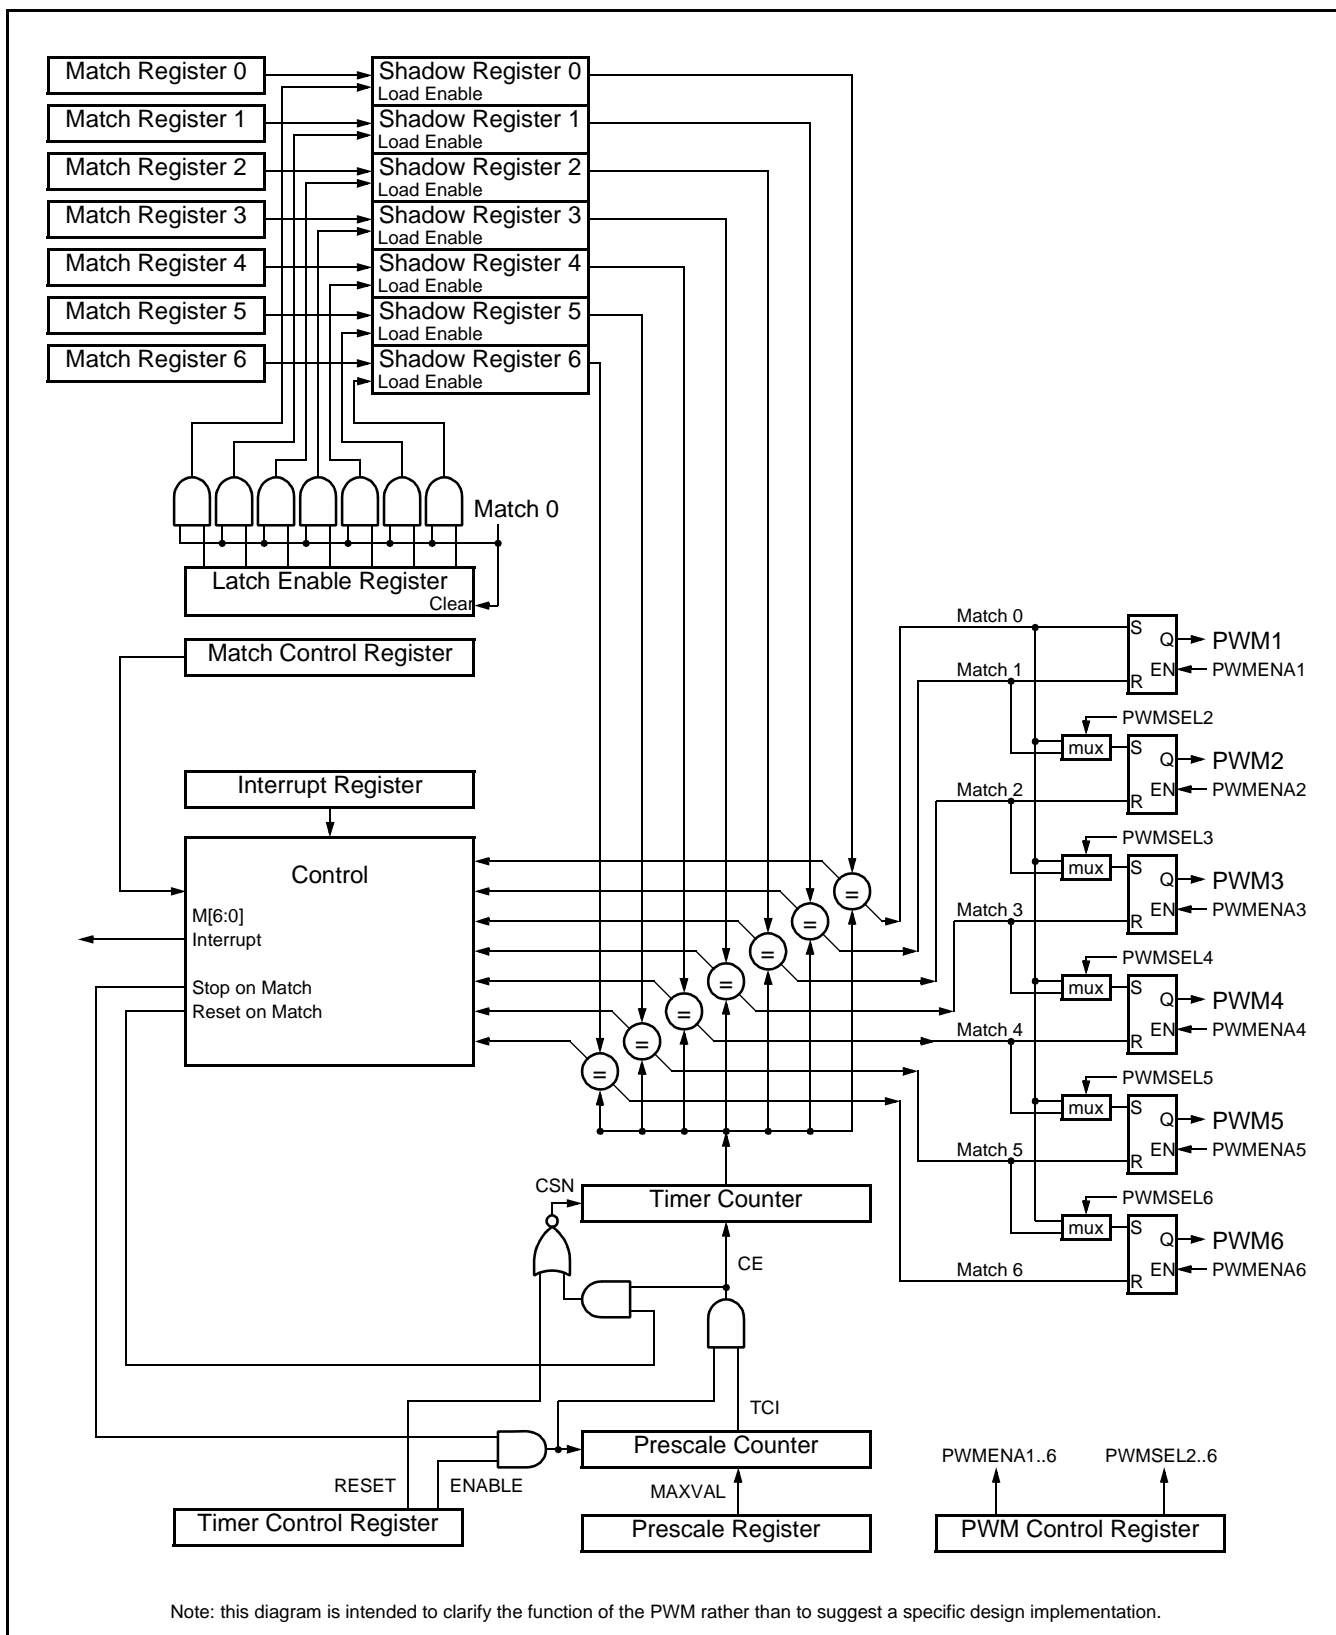 Match Register 0
Shadow Register 0
Load Enable
Match Register 1
Shadow Register 1
Load Enable
Match Register 2
Shadow Register 2
Load Enable
Match Register 3
Shadow Register 3
Load Enable
Match Register 4
Shadow Register 4
Load Enable
Match Register 5
Shadow Register 5
Load Enable
Match Register 6
Shadow Register 6
Load Enable
Match 0
Latch Enable Register
Clear
Match Control Register
Interrupt Register
Control
M[6:0]
Interrupt
Stop on Match
Reset on Match
=
=
=
=
=
=
=
Match 0
S
Q
PWM1
Match 1
EN
PWMENA1
R
PWMSEL2
mux
S
Q
PWM2
Match 2
EN
PWMENA2
R
PWMSEL3
mux
S
Q
PWM3
Match 3
EN
PWMENA3
R
PWMSEL4
mux
S
Q
PWM4
Match 4
EN
PWMENA4
R
PWMSEL5
mux
S
Q
PWM5
Match 5
EN
PWMENA5
R
PWMSEL6
mux
S
Q
PWM6
Match 6
EN
PWMENA6
R
CSN
Timer Counter
CE
TCI
Prescale Counter
RESET
ENABLE
MAXVAL
Timer Control Register
Prescale Register
PWMENA1..6
PWMSEL2..6
PWM Control Register
Note: this diagram is intended to clarify the function of the PWM rather than to suggest a specific design implementation.